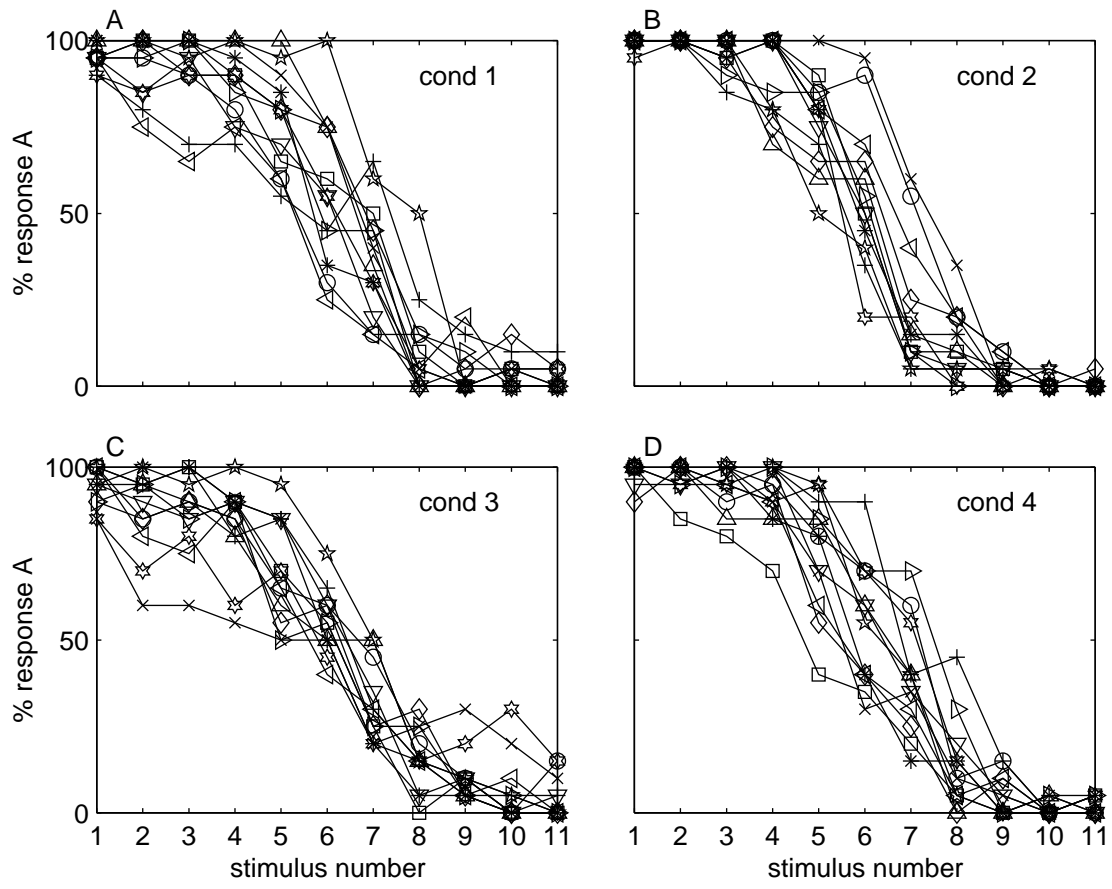 A
B
100
50
0
% response A
cond 1
cond 2
C
D
100
50
0
% response A
cond 3
cond 4
1 2 3 4 5 6 7 8 9 10 11
1 2 3 4 5 6 7 8 9 10 11
stimulus number
stimulus number